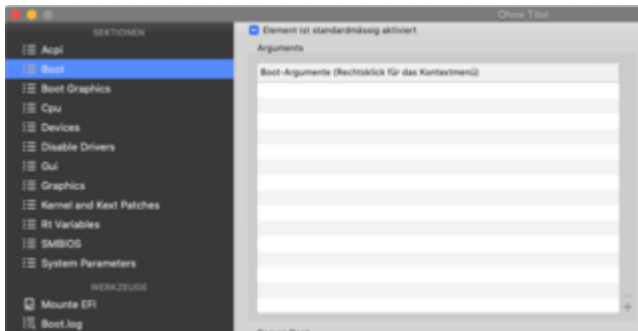 Ohne Titel
SEKTIONEN
Acpi
Boot
Boot Graphics
Cpu
Devices
Disable Drivers
Gui
Graphics
Kernel and Kext Patches
Rt Variables
SMBIOS
System Parameters
WERKZEUGE
Mounte EFI
Boot.log
Element ist standardmässig aktiviert
Arguments
Boot-Argumente (Rechtsklick für das Kontextmenü)